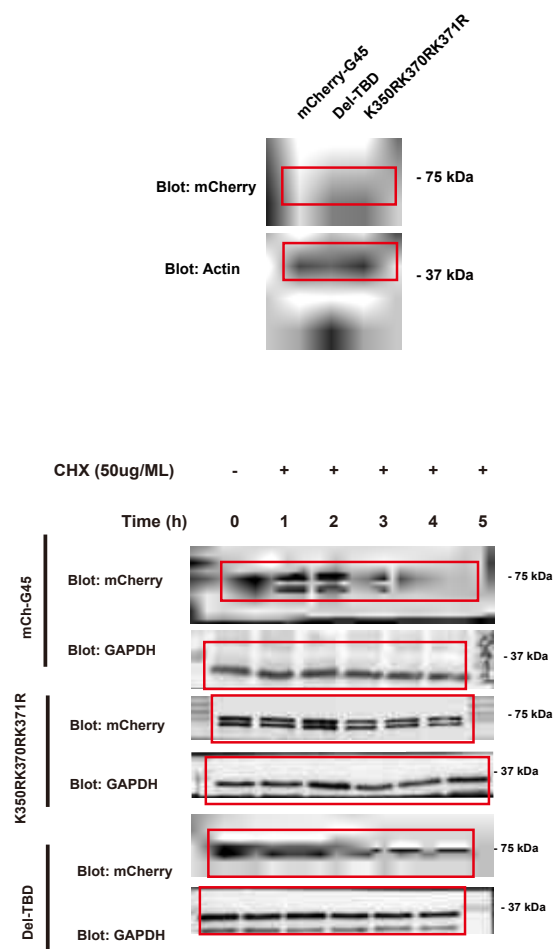 mCherry-G45
Del-TBD
K350RK370RK371R
Blot: mCherry
- 75 kDa
Blot: Actin
- 37 kDa
CHX (50ug/ML) - + + + + +
Time (h) 0 1 2 3 4 5
mCh-G45
Blot: mCherry
- 75 kDa
Blot: GAPDH
- 37 kDa
K350RK370RK371R
Blot: mCherry
- 75 kDa
Blot: GAPDH
- 37 kDa
Del-TBD
Blot: mCherry
- 75 kDa
Blot: GAPDH
- 37 kDa